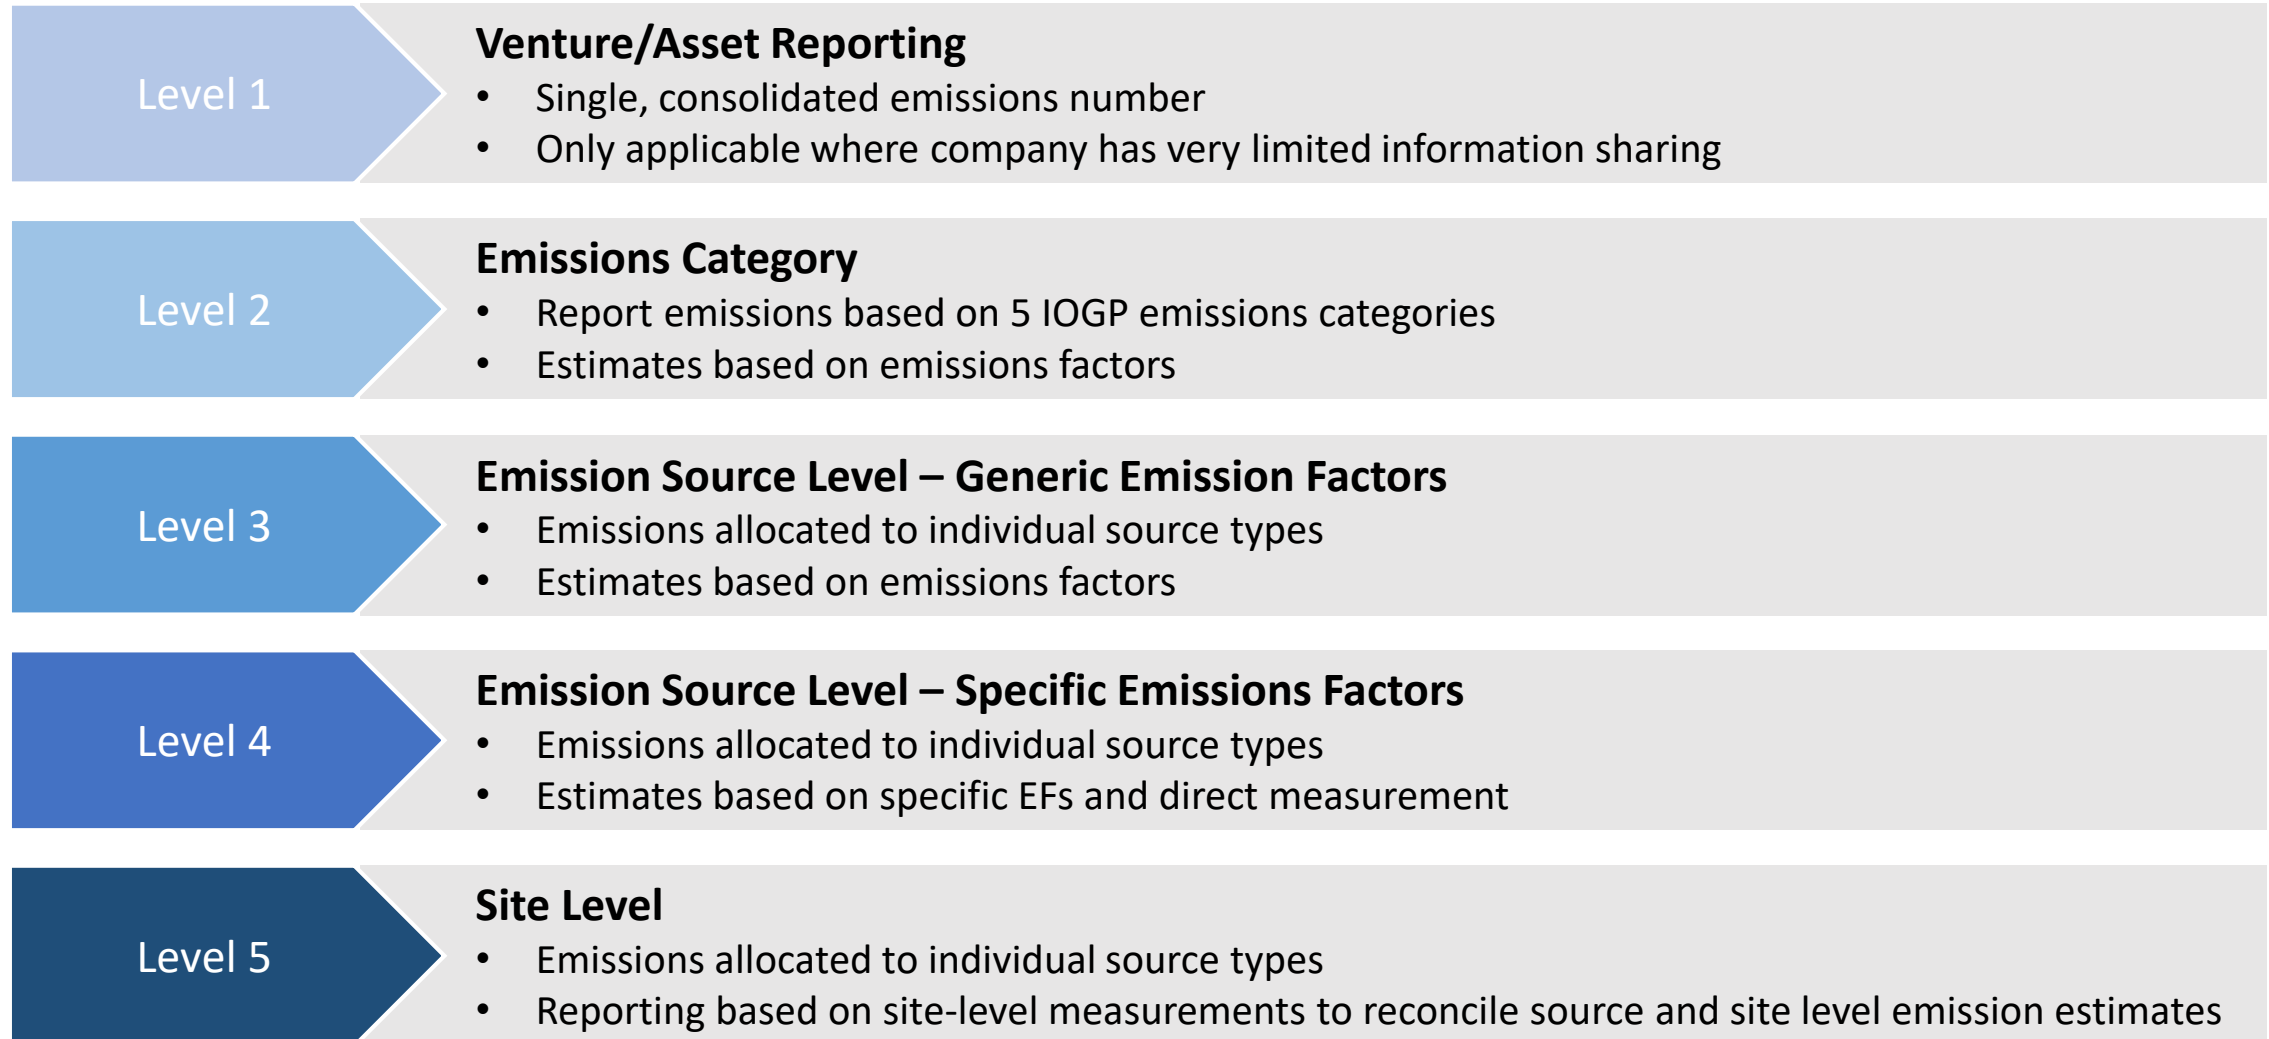 Level 1
Venture/Asset Reporting
• Single, consolidated emissions number
• Only applicable where company has very limited information sharing
Level 2
Emissions Category
• Report emissions based on 5 IOGP emissions categories
• Estimates based on emissions factors
Level 3
Emission Source Level – Generic Emission Factors
• Emissions allocated to individual source types
• Estimates based on emissions factors
Level 4
Emission Source Level – Specific Emissions Factors
• Emissions allocated to individual source types
• Estimates based on specific EFs and direct measurement
Level 5
Site Level
• Emissions allocated to individual source types
• Reporting based on site-level measurements to reconcile source and site level emission estimates